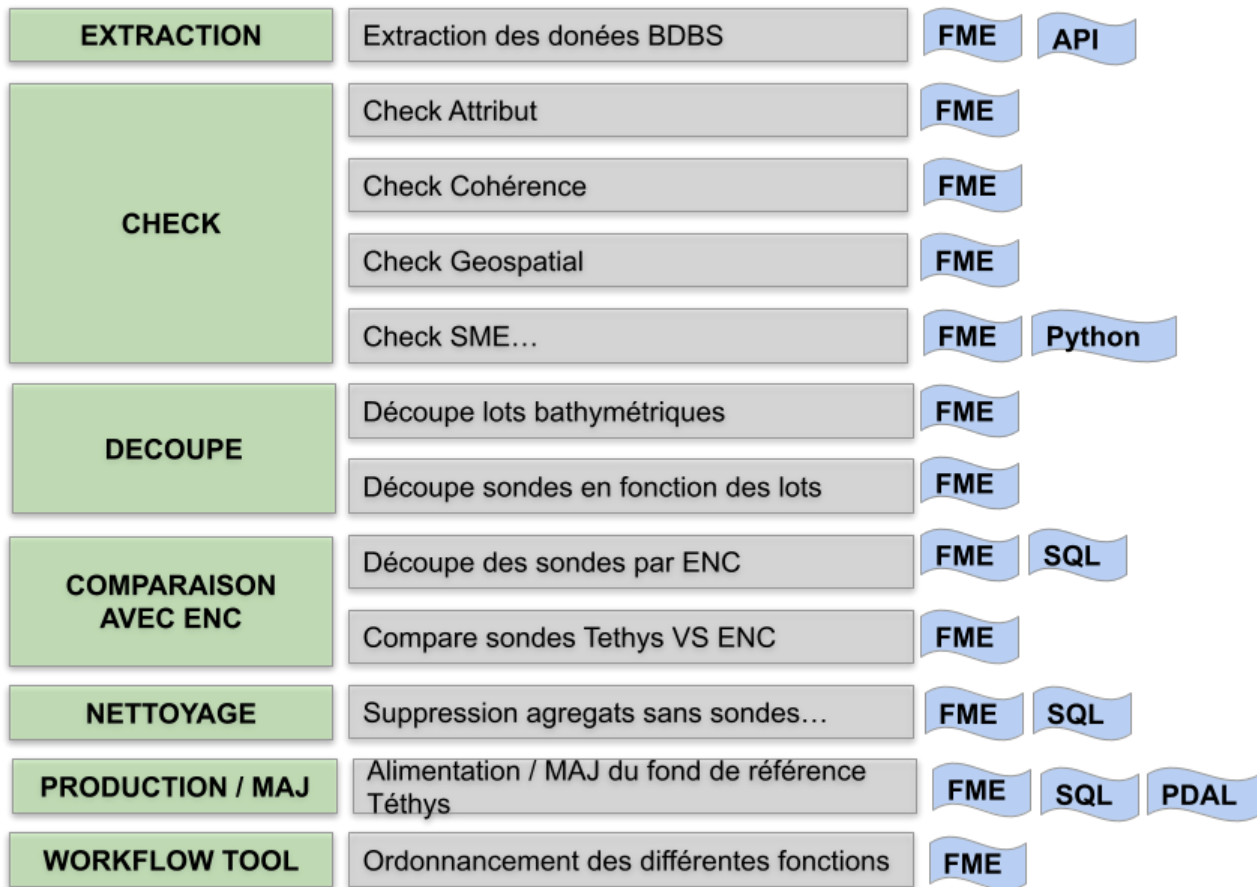 EXTRACTION
Extraction des donées BDBS
FME
API
CHECK
Check Attribut
FME
Check Cohérence
FME
Check Geospatial
FME
Check SME…
FME
Python
DECOUPE
Découpe lots bathymétriques
FME
Découpe sondes en fonction des lots
FME
COMPARAISON
AVEC ENC
Découpe des sondes par ENC
FME
SQL
Compare sondes Tethys VS ENC
FME
NETTOYAGE
Suppression agregats sans sondes…
FME
SQL
PRODUCTION / MAJ
Alimentation / MAJ du fond de référence
Téthys
FME
SQL
PDAL
WORKFLOW TOOL
Ordonnancement des différentes fonctions
FME